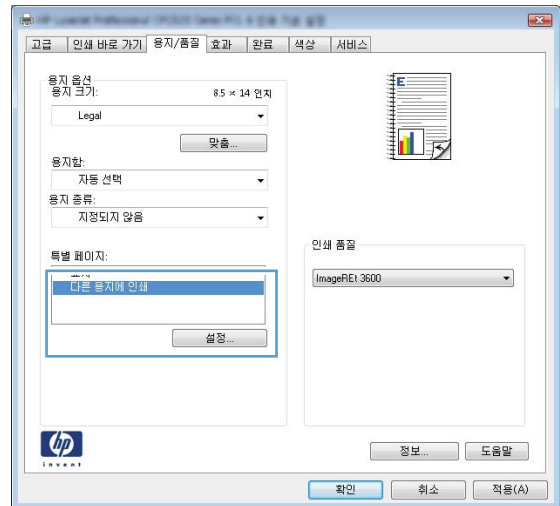 고급 인쇄 바로 가기 용지/품질 효과 완료 색상 서비스
용지 옵션
용지 크기: 8.5 × 14 인치
Legal
맞춤...
용지함:
자동 선택
용지 종류:
지정되지 않음
특별 페이지:
다른 용지에 인쇄
설정...
E
인쇄 품질
ImageREt 3600
hp
invent
정보... 도움말
확인 취소 적용(A)